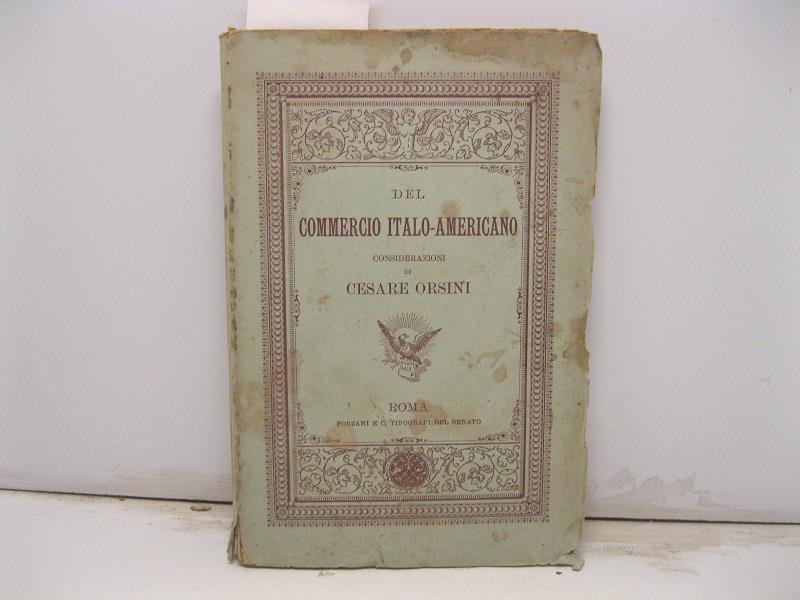 DEL
COMMERCIO ITALO-AMERICANO
CONSIDERAZIONI
DI
CESARE ORSINI
ROMA
FORZANI E C. TIPOGRAFI DEL SENATO